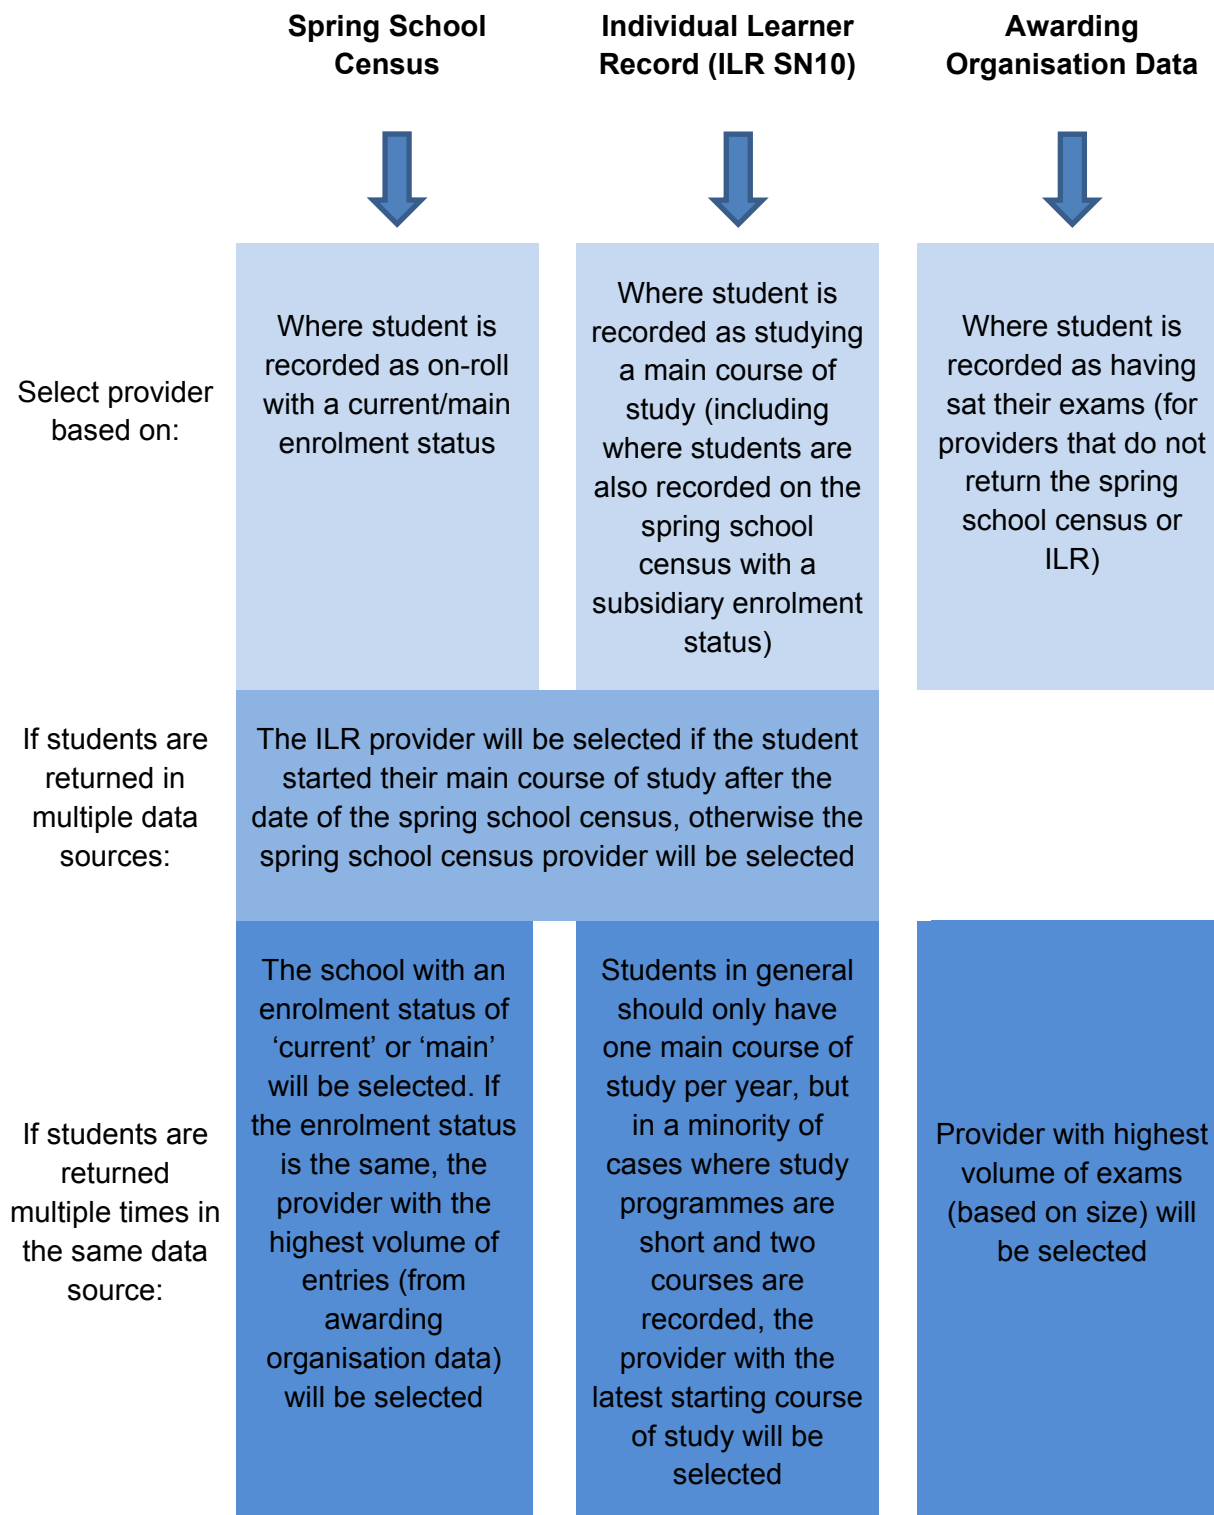 Spring School
Census
Individual Learner
Record (ILR SN10)
Awarding
Organisation Data
Select provider
based on:
Where student is
recorded as on-roll
with a current/main
enrolment status
Where student is
recorded as studying
a main course of
study (including
where students are
also recorded on the
spring school
census with a
subsidiary enrolment
status)
Where student is
recorded as having
sat their exams (for
providers that do not
return the spring
school census or
ILR)
If students are
returned in
multiple data
sources:
The ILR provider will be selected if the student
started their main course of study after the
date of the spring school census, otherwise the
spring school census provider will be selected
If students are
returned
multiple times in
the same data
source:
The school with an
enrolment status of
‘current’ or ‘main’
will be selected. If
the enrolment status
is the same, the
provider with the
highest volume of
entries (from
awarding
organisation data)
will be selected
Students in general
should only have
one main course of
study per year, but
in a minority of
cases where study
programmes are
short and two
courses are
recorded, the
provider with the
latest starting course
of study will be
selected
Provider with highest
volume of exams
(based on size) will
be selected